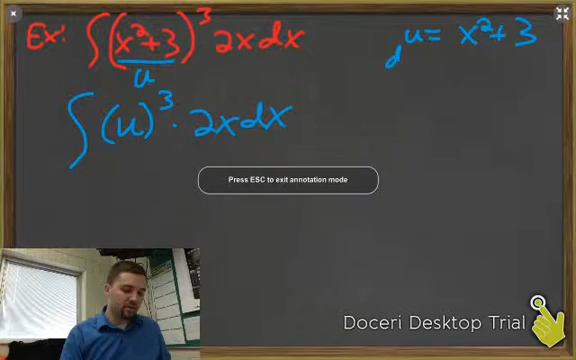 Ex: ∫(x²+3)³ 2x dx
u
du = x²+3
∫(u)³ · 2x dx
Press ESC to exit annotation mode
Doceri Desktop Trial